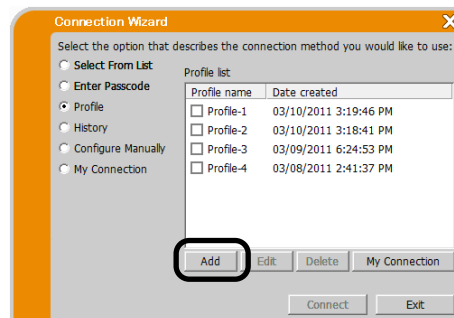 Connection Wizard
Select the option that describes the connection method you would like to use:
Select From List
Enter Passcode
Profile
History
Configure Manually
My Connection
Profile list
Profile name Date created
Profile-1 03/10/2011 3:19:46 PM
Profile-2 03/10/2011 3:18:41 PM
Profile-3 03/09/2011 6:24:53 PM
Profile-4 03/08/2011 2:41:37 PM
Add Edit Delete My Connection
Connect Exit